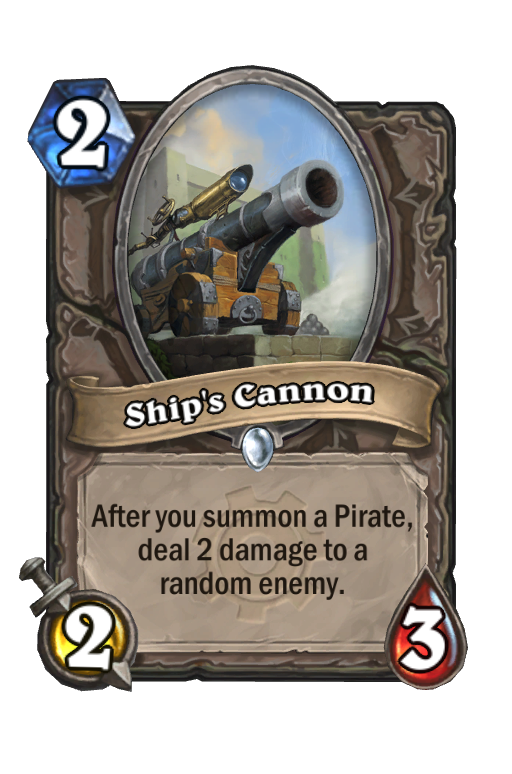 2
Ship's Cannon
After you summon a Pirate,
deal 2 damage to a
random enemy.
2
3